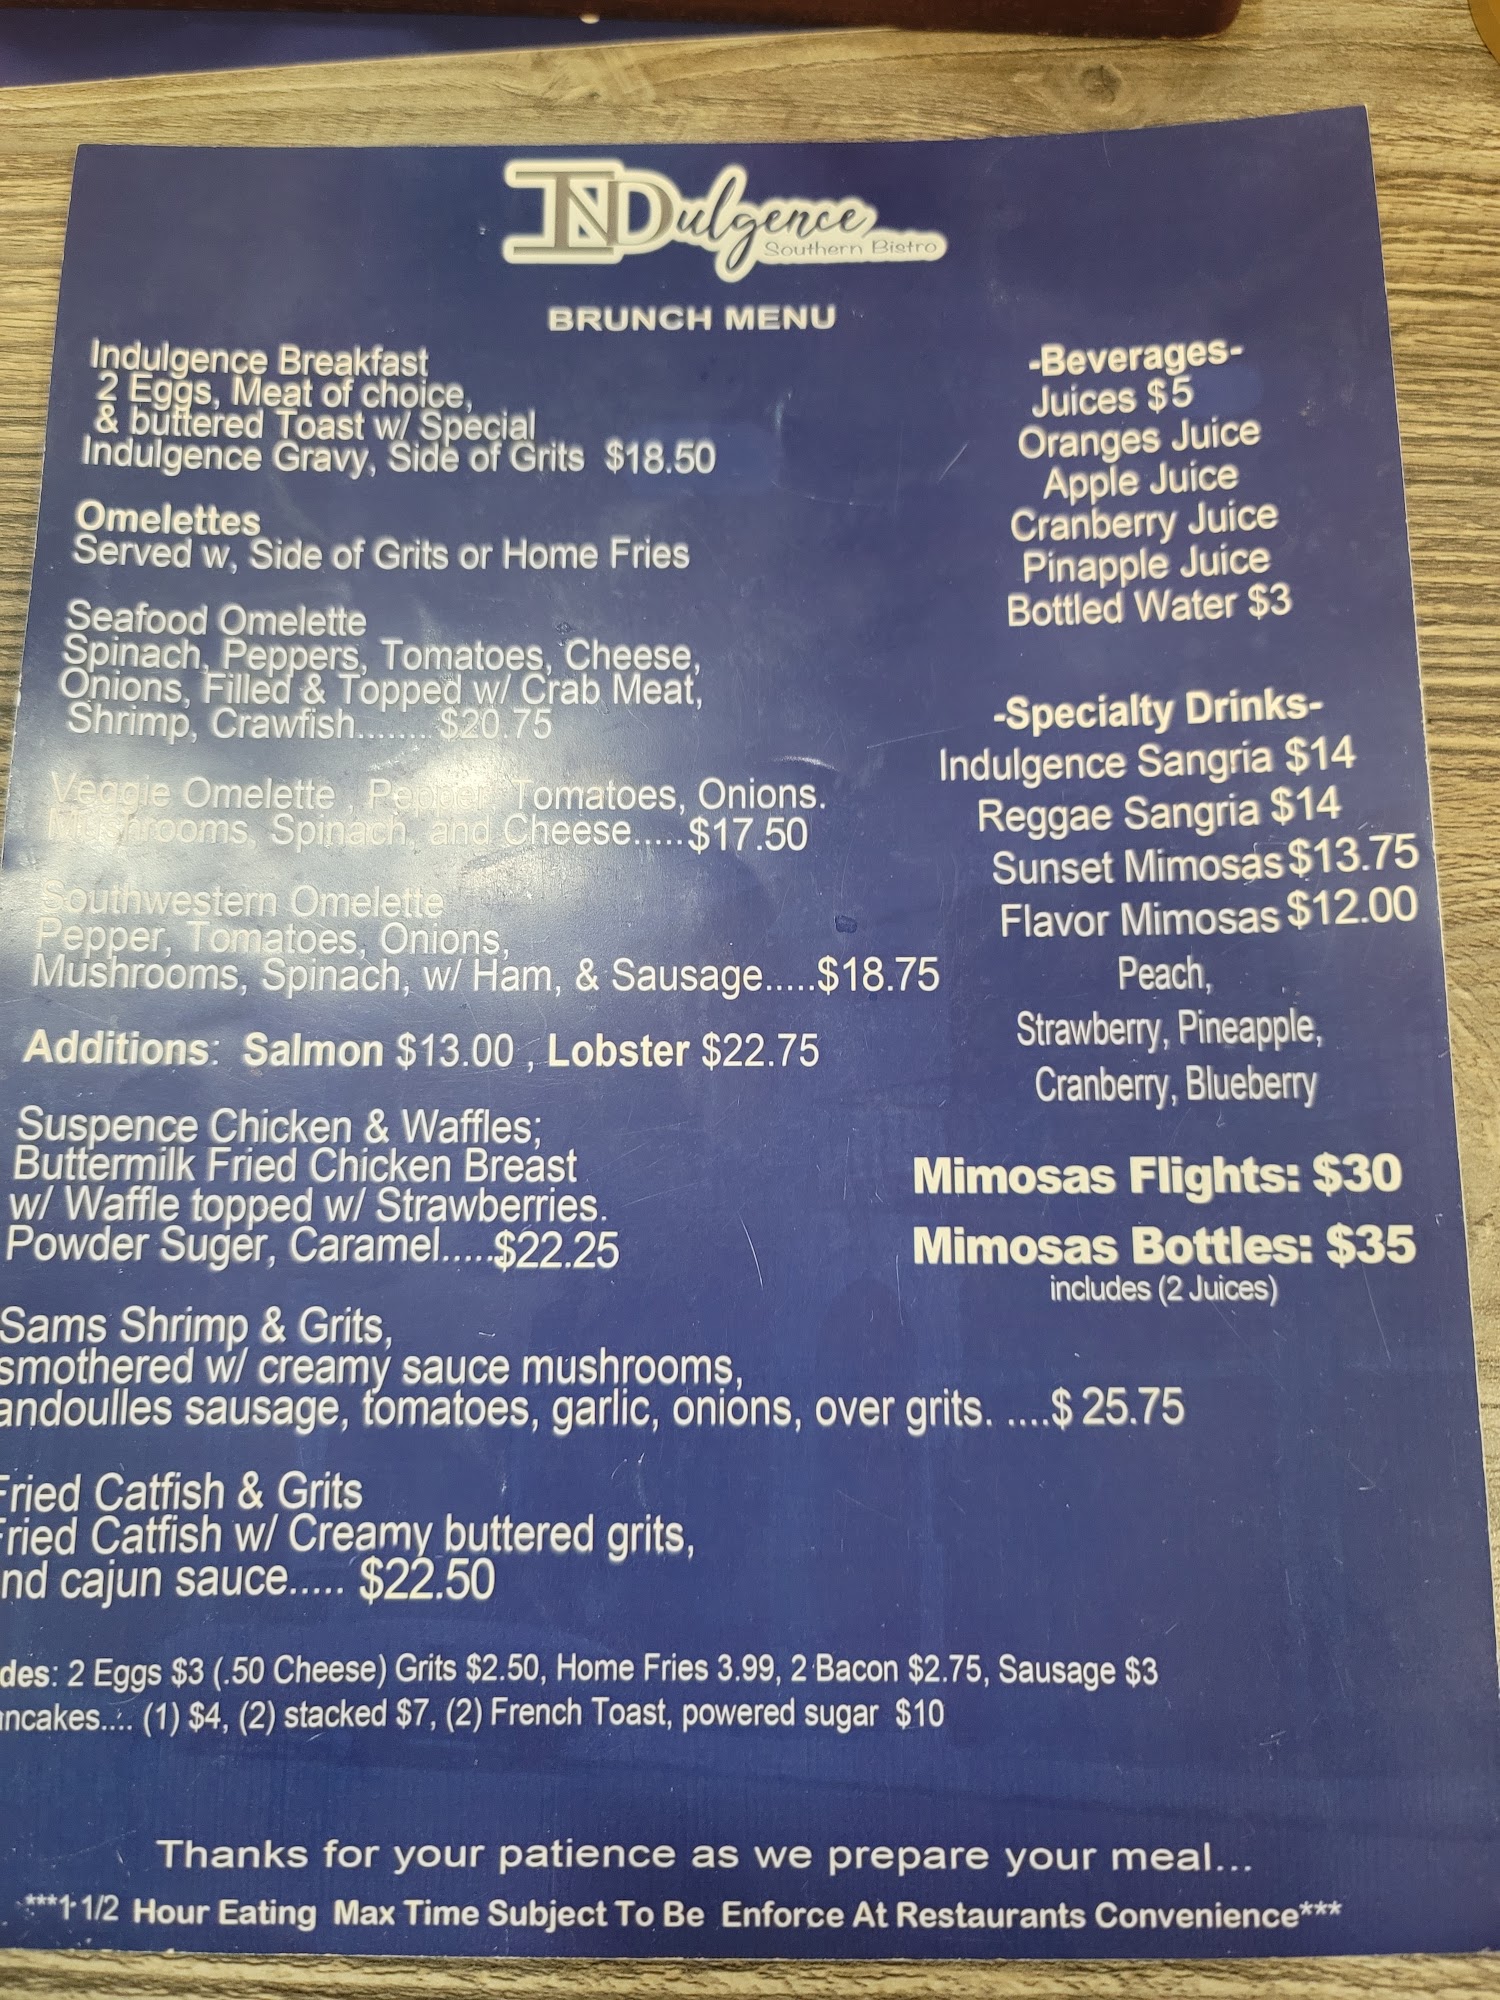 INDulgence
Southern Bistro
BRUNCH MENU
Indulgence Breakfast
2 Eggs, Meat of choice,
& buttered Toast w/ Special
Indulgence Gravy, Side of Grits $18.50
Omelettes
Served w, Side of Grits or Home Fries
Seafood Omelette
Spinach, Peppers, Tomatoes, Cheese,
Onions, Filled & Topped w/ Crab Meat,
Shrimp, Crawfish........ $20.75
Veggie Omelette , Pepper, Tomatoes, Onions.
Mushrooms, Spinach, and Cheese.....$17.50
Southwestern Omelette
Pepper, Tomatoes, Onions,
Mushrooms, Spinach, w/ Ham, & Sausage.....$18.75
Additions: Salmon $13.00 , Lobster $22.75
Suspence Chicken & Waffles;
Buttermilk Fried Chicken Breast
w/ Waffle topped w/ Strawberries.
Powder Suger, Caramel.....$22.25
Sams Shrimp & Grits,
smothered w/ creamy sauce mushrooms,
andoulles sausage, tomatoes, garlic, onions, over grits. ....$ 25.75
Fried Catfish & Grits
Fried Catfish w/ Creamy buttered grits,
nd cajun sauce..... $22.50
des: 2 Eggs $3 (.50 Cheese) Grits $2.50, Home Fries 3.99, 2 Bacon $2.75, Sausage $3
ncakes.... (1) $4, (2) stacked $7, (2) French Toast, powered sugar $10
-Beverages-
Juices $5
Oranges Juice
Apple Juice
Cranberry Juice
Pinapple Juice
Bottled Water $3
-Specialty Drinks-
Indulgence Sangria $14
Reggae Sangria $14
Sunset Mimosas $13.75
Flavor Mimosas $12.00
Peach,
Strawberry, Pineapple,
Cranberry, Blueberry
Mimosas Flights: $30
Mimosas Bottles: $35
includes (2 Juices)
Thanks for your patience as we prepare your meal...
***1 1/2 Hour Eating Max Time Subject To Be Enforce At Restaurants Convenience***